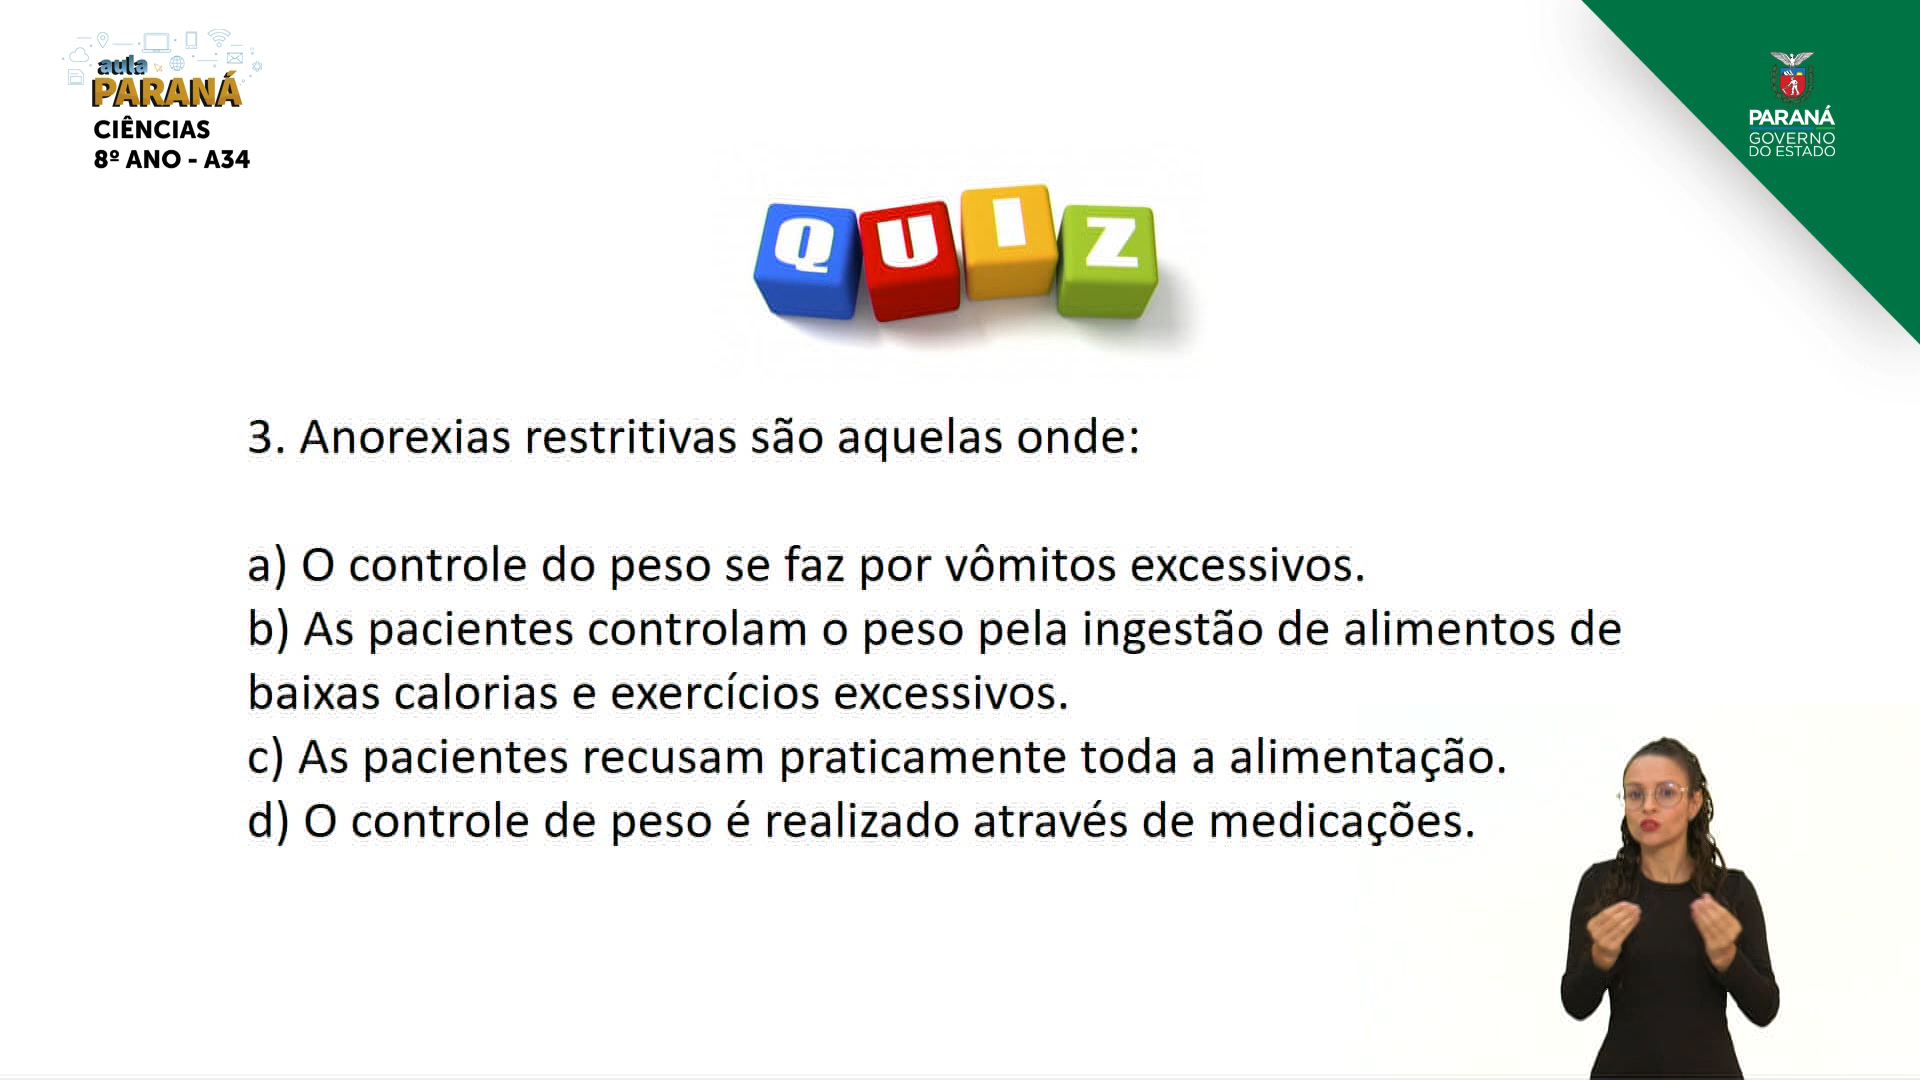 aula
PARANÁ
CIÊNCIAS
8º ANO - A34
PARANÁ
GOVERNO
DO ESTADO
QUIZ
3. Anorexias restritivas são aquelas onde:
a) O controle do peso se faz por vômitos excessivos.
b) As pacientes controlam o peso pela ingestão de alimentos de
baixas calorias e exercícios excessivos.
c) As pacientes recusam praticamente toda a alimentação.
d) O controle de peso é realizado através de medicações.